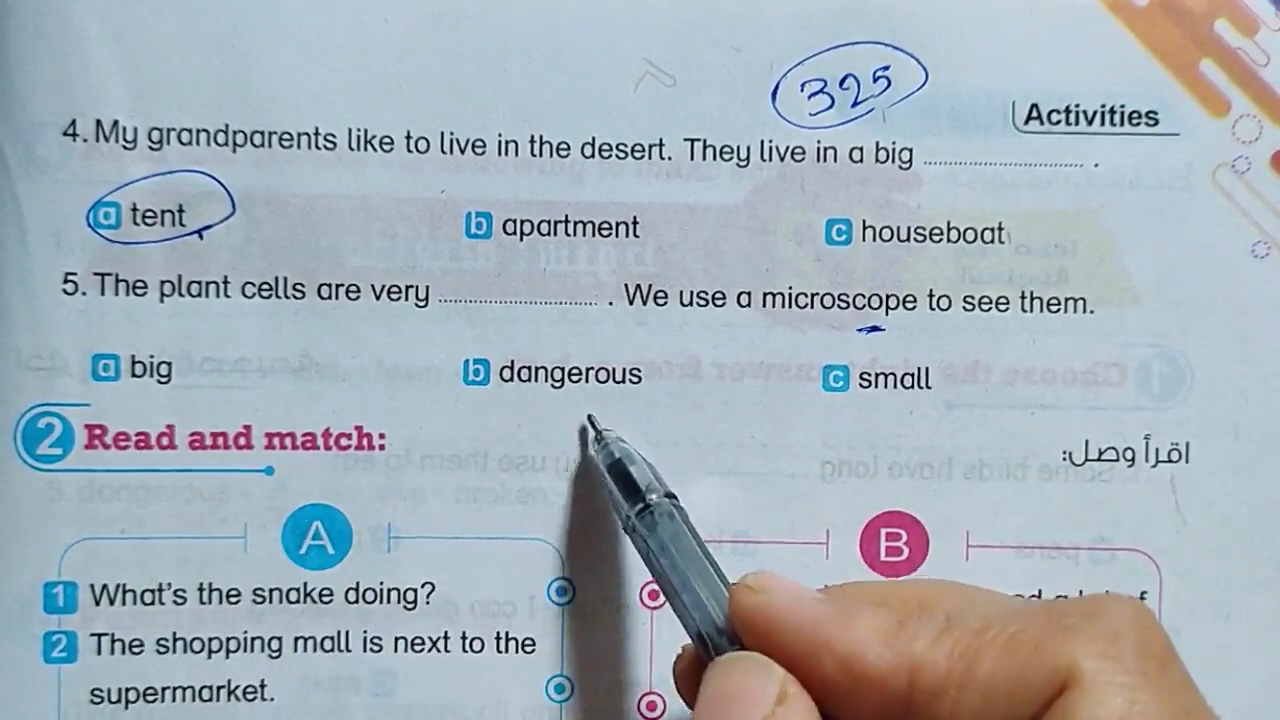 325
Activities
4. My grandparents like to live in the desert. They live in a big .......................... .
a tent b apartment c houseboat
5. The plant cells are very .......................... . We use a microscope to see them.
a big b dangerous c small
2 Read and match: اقرأ وصل:
A B
1 What's the snake doing?
2 The shopping mall is next to the
supermarket.